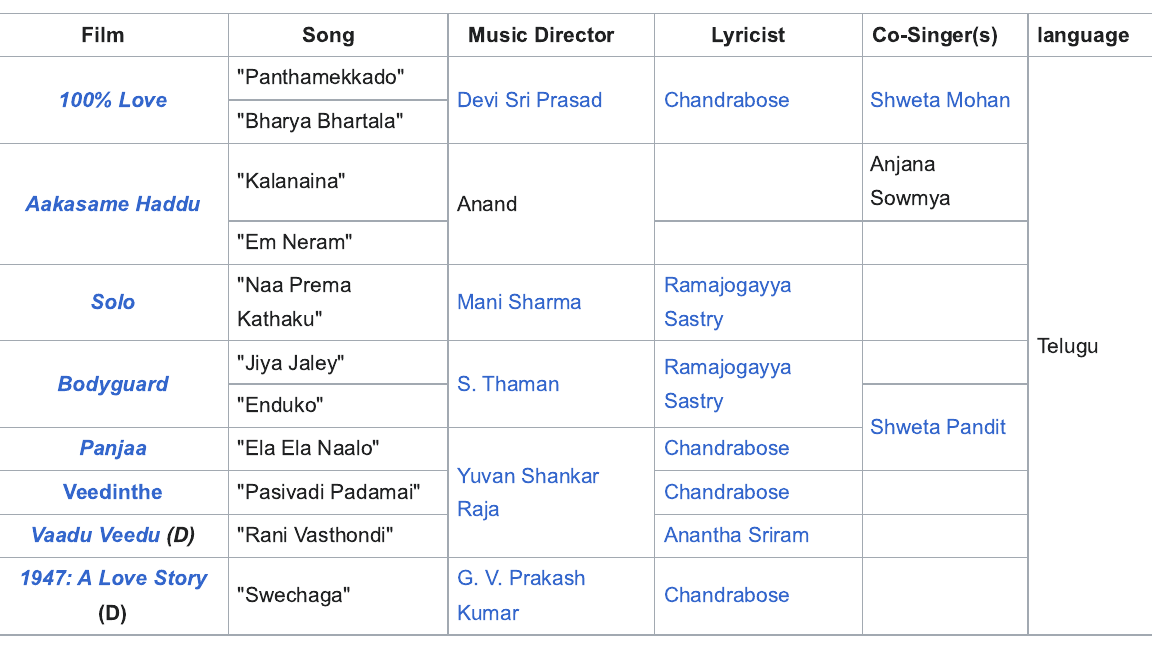 Film Song Music Director Lyricist Co-Singer(s) language
100% Love
"Panthamekkado"
"Bharya Bhartala"
Devi Sri Prasad
Chandrabose
Shweta Mohan
Telugu
Aakasame Haddu
"Kalanaina"
Anand
Anjana
Sowmya
"Em Neram"
Solo
"Naa Prema
Kathaku"
Mani Sharma
Ramajogayya
Sastry
Bodyguard
"Jiya Jaley"
S. Thaman
Ramajogayya
Sastry
"Enduko"
Shweta Pandit
Panjaa
"Ela Ela Naalo"
Yuvan Shankar
Raja
Chandrabose
Veedinthe
"Pasivadi Padamai"
Chandrabose
Vaadu Veedu (D)
"Rani Vasthondi"
Anantha Sriram
1947: A Love Story
(D)
"Swechaga"
G. V. Prakash
Kumar
Chandrabose